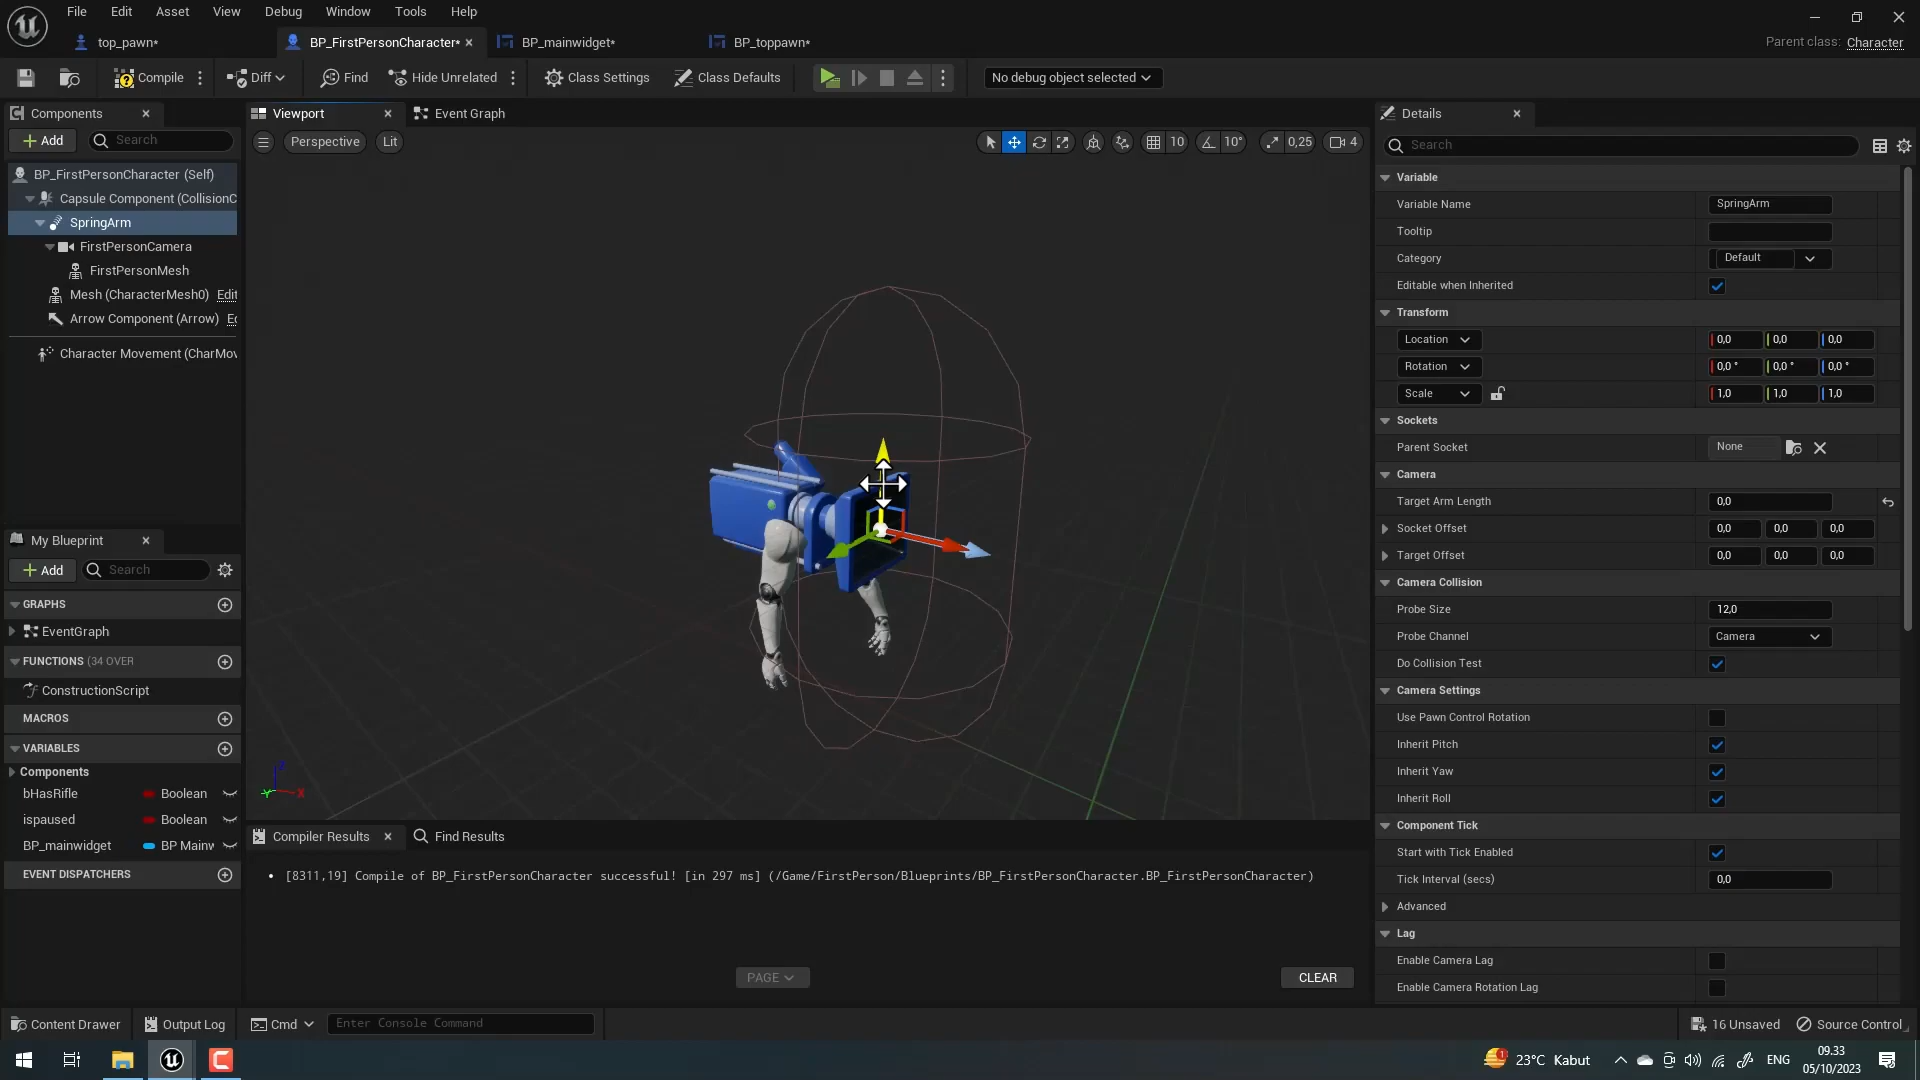 File Edit Asset View Debug Window Tools Help
top_pawn*
BP_FirstPersonCharacter*
BP_mainwidget*
BP_toppawn*
Parent class: Character
Compile
Diff
Find
Hide Unrelated
Class Settings
Class Defaults
No debug object selected
Components
Add
Search
BP_FirstPersonCharacter (Self)
Capsule Component (CollisionC
SpringArm
FirstPersonCamera
FirstPersonMesh
Mesh (CharacterMesh0) Edit
Arrow Component (Arrow)
Character Movement (CharMov
My Blueprint
Add
Search
GRAPHS
EventGraph
FUNCTIONS (34 OVER
ConstructionScript
MACROS
VARIABLES
Components
bHasRifle Boolean
ispaused Boolean
BP_mainwidget BP Mainw
EVENT DISPATCHERS
Viewport
Event Graph
Perspective
Lit
10
10°
0,25
4
Z
Y
X
Compiler Results
Find Results
• [8311,19] Compile of BP_FirstPersonCharacter successful! [in 297 ms] (/Game/FirstPerson/Blueprints/BP_FirstPersonCharacter.BP_FirstPersonCharacter)
PAGE
CLEAR
Details
Search
Variable
Variable Name SpringArm
Tooltip
Category Default
Editable when Inherited
Transform
Location 0,0 0,0 0,0
Rotation 0,0 ° 0,0 ° 0,0 °
Scale 1,0 1,0 1,0
Sockets
Parent Socket None
Camera
Target Arm Length 0,0
Socket Offset 0,0 0,0 0,0
Target Offset 0,0 0,0 0,0
Camera Collision
Probe Size 12,0
Probe Channel Camera
Do Collision Test
Camera Settings
Use Pawn Control Rotation
Inherit Pitch
Inherit Yaw
Inherit Roll
Component Tick
Start with Tick Enabled
Tick Interval (secs) 0,0
Advanced
Lag
Enable Camera Lag
Enable Camera Rotation Lag
Content Drawer
Output Log
Cmd
Enter Console Command
16 Unsaved
Source Control
23°C Kabut
ENG
09.33
05/10/2023